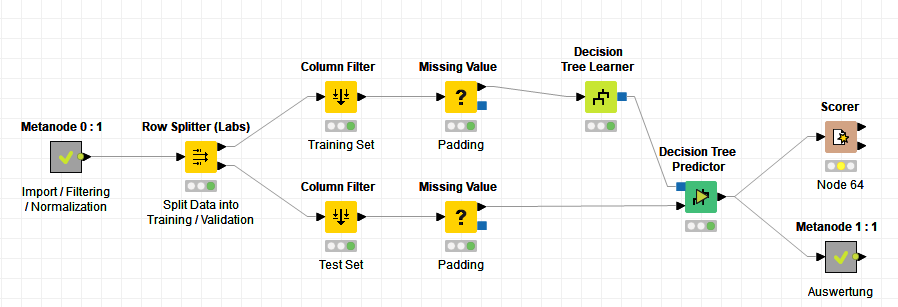 Metanode 0 : 1
Import / Filtering
/ Normalization
Row Splitter (Labs)
Split Data into
Training / Validation
Column Filter
Training Set
Missing Value
?
Padding
Decision
Tree Learner
Column Filter
Test Set
Missing Value
?
Padding
Decision Tree
Predictor
Scorer
Node 64
Metanode 1 : 1
Auswertung